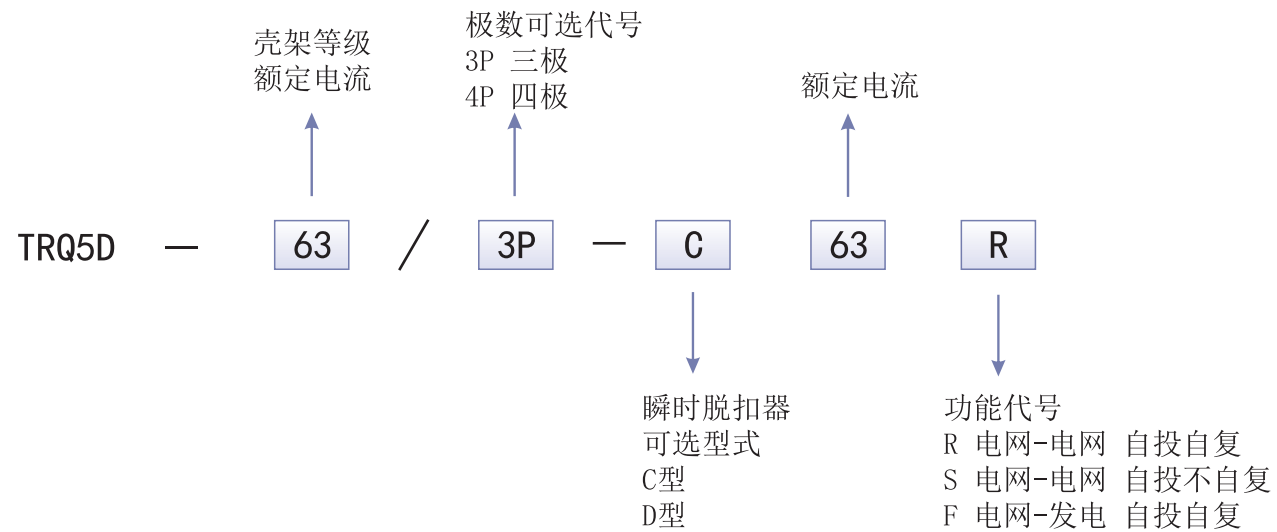 壳架等级
额定电流
极数可选代号
3P 三极
4P 四极
额定电流
TRQ5D — 63 / 3P — C 63 R
瞬时脱扣器
可选型式
C型
D型
功能代号
R 电网-电网 自投自复
S 电网-电网 自投不自复
F 电网-发电 自投自复